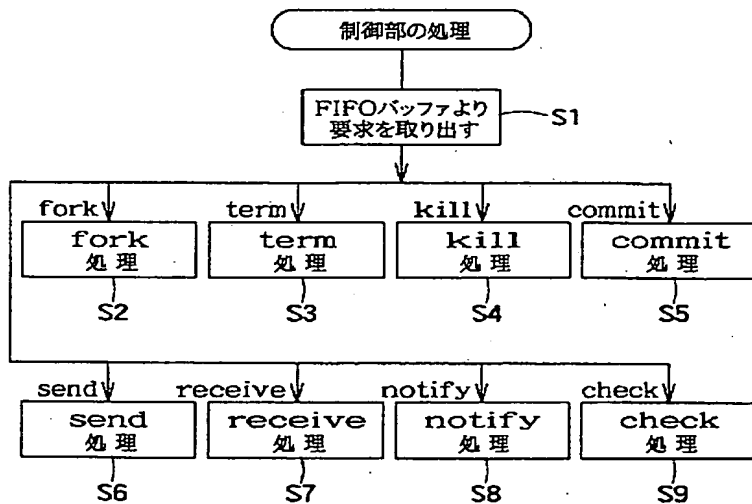 制御部の処理
FIFOバッファより
要求を取り出す
S1
fork
term
kill
commit
fork
処理
term
処理
kill
処理
commit
処理
S2
S3
S4
S5
send
receive
notify
check
send
処理
receive
処理
notify
処理
check
処理
S6
S7
S8
S9